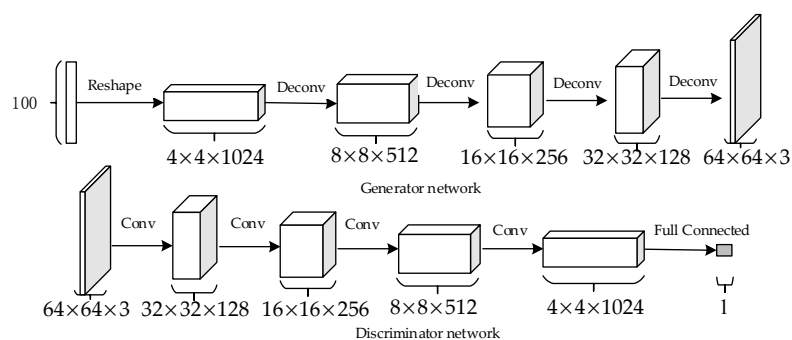 100
Reshape
Deconv
Deconv
Deconv
Deconv
4×4×1024
8×8×512
16×16×256
32×32×128
64×64×3
Generator network
Conv
Conv
Conv
Conv
Full Connected
64×64×3
32×32×128
16×16×256
8×8×512
4×4×1024
1
Discriminator network